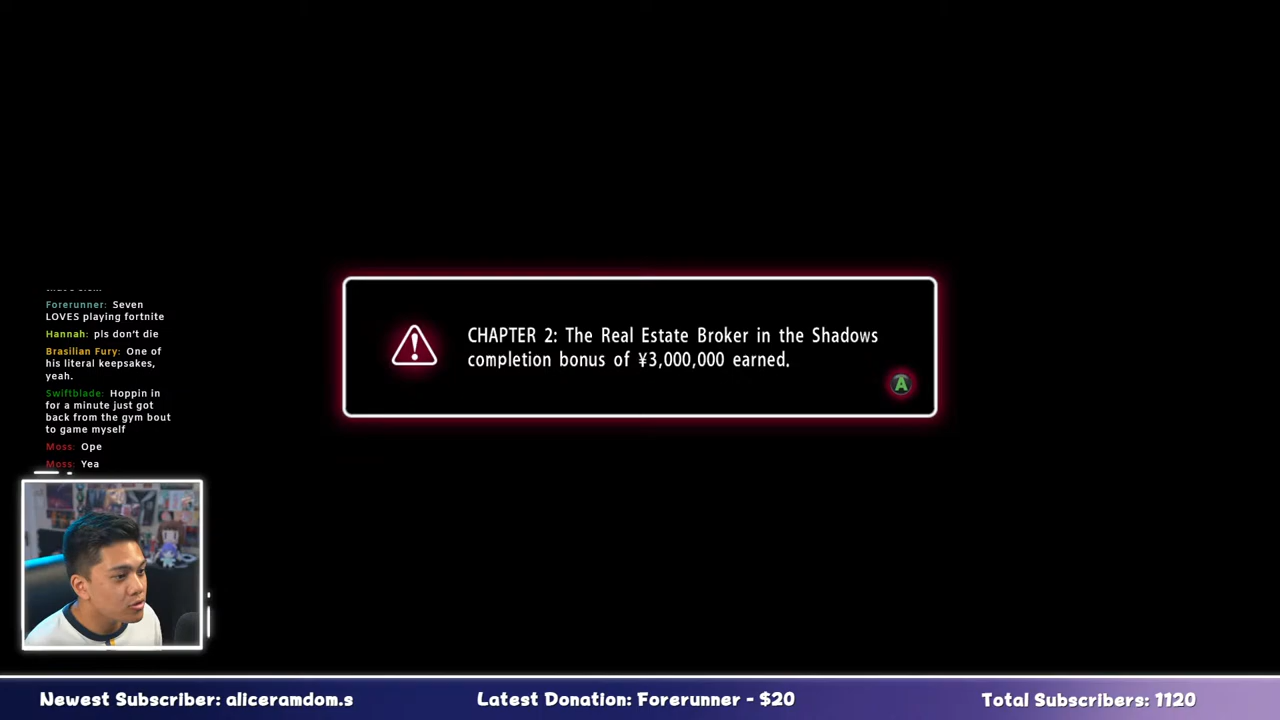 Forerunner: Seven
LOVES playing fortnite
Hannah: pls don't die
Brasilian Fury: One of
his literal keepsakes,
yeah.
Swiftblade: Hoppin in
for a minute just got
back from the gym bout
to game myself
Moss: Ope
Moss: Yea
CHAPTER 2: The Real Estate Broker in the Shadows
completion bonus of ¥3,000,000 earned.
A
Newest Subscriber: aliceramdom.s
Latest Donation: Forerunner - $20
Total Subscribers: 1120